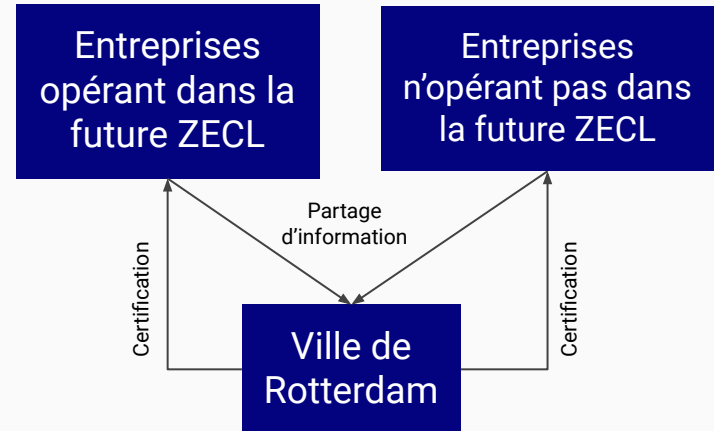 Entreprises
opérant dans la
future ZECL
Entreprises
n’opérant pas dans
la future ZECL
Partage
d’information
Certification
Certification
Ville de
Rotterdam